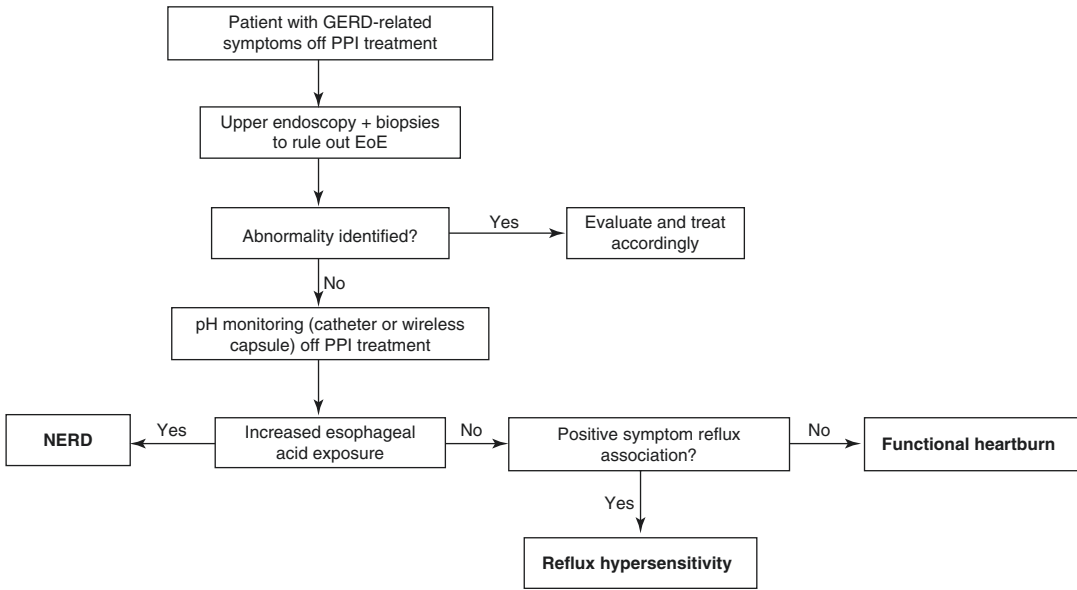 Patient with GERD-related
symptoms off PPI treatment
Upper endoscopy + biopsies
to rule out EoE
Abnormality identified?
Yes
Evaluate and treat
accordingly
No
pH monitoring (catheter or wireless
capsule) off PPI treatment
NERD
Yes
Increased esophageal
acid exposure
No
Positive symptom reflux
association?
No
Functional heartburn
Yes
Reflux hypersensitivity